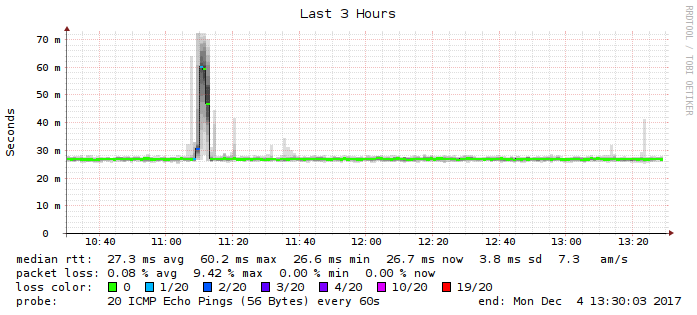 Last 3 Hours
RRDTOOL / TOBI OETIKER
Seconds
70 m
60 m
50 m
40 m
30 m
20 m
10 m
0
10:40 11:00 11:20 11:40 12:00 12:20 12:40 13:00 13:20
median rtt: 27.3 ms avg 60.2 ms max 26.6 ms min 26.7 ms now 3.8 ms sd 7.3 am/s
packet loss: 0.08 % avg 9.42 % max 0.00 % min 0.00 % now
loss color: 0 1/20 2/20 3/20 4/20 10/20 19/20
probe: 20 ICMP Echo Pings (56 Bytes) every 60s end: Mon Dec 4 13:30:03 2017